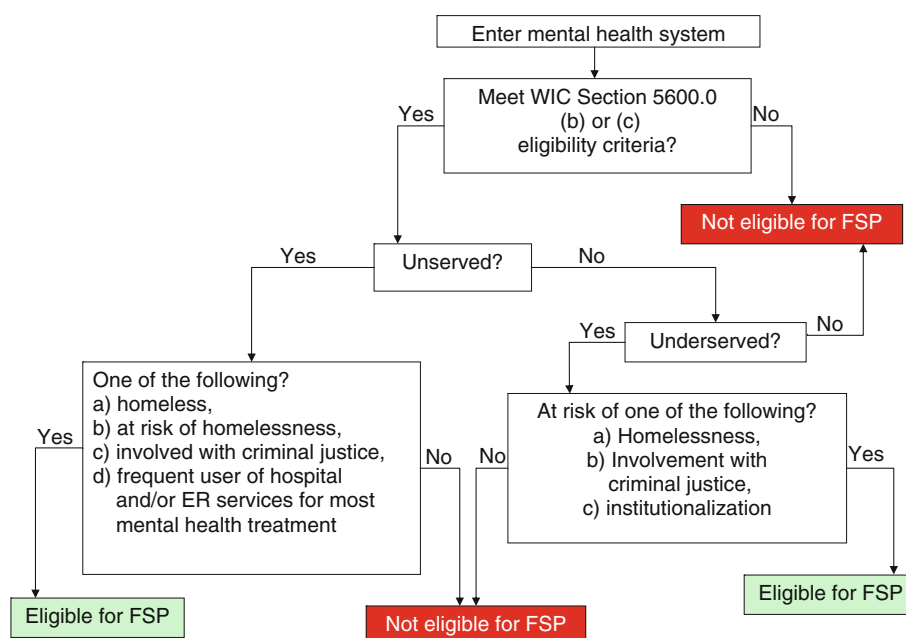 Enter mental health system
Meet WIC Section 5600.0
(b) or (c)
eligibility criteria?
Yes
No
Not eligible for FSP
Yes
Unserved?
No
Yes
Underserved?
No
One of the following?
a) homeless,
b) at risk of homelessness,
c) involved with criminal justice,
d) frequent user of hospital
and/or ER services for most
mental health treatment
Yes
No
At risk of one of the following?
a) Homelessness,
b) Involvement with
criminal justice,
c) institutionalization
No
Yes
Eligible for FSP
Not eligible for FSP
Eligible for FSP